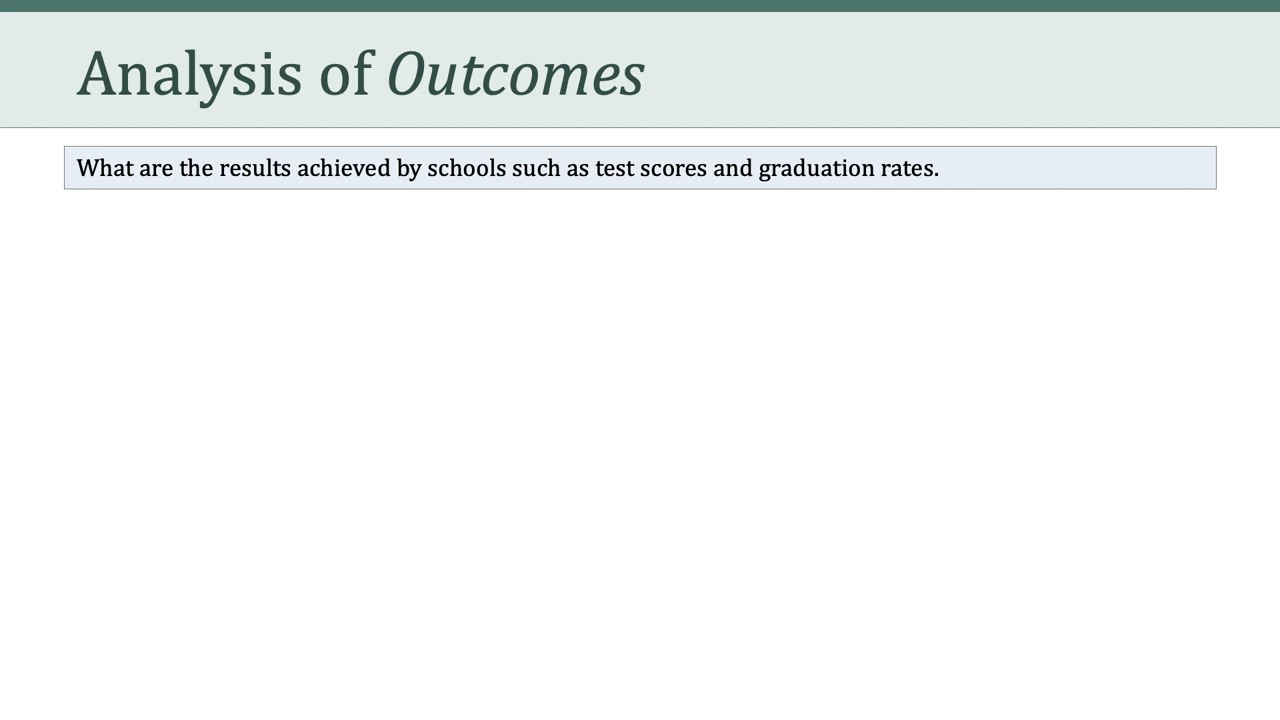 Analysis of Outcomes
What are the results achieved by schools such as test scores and graduation rates.